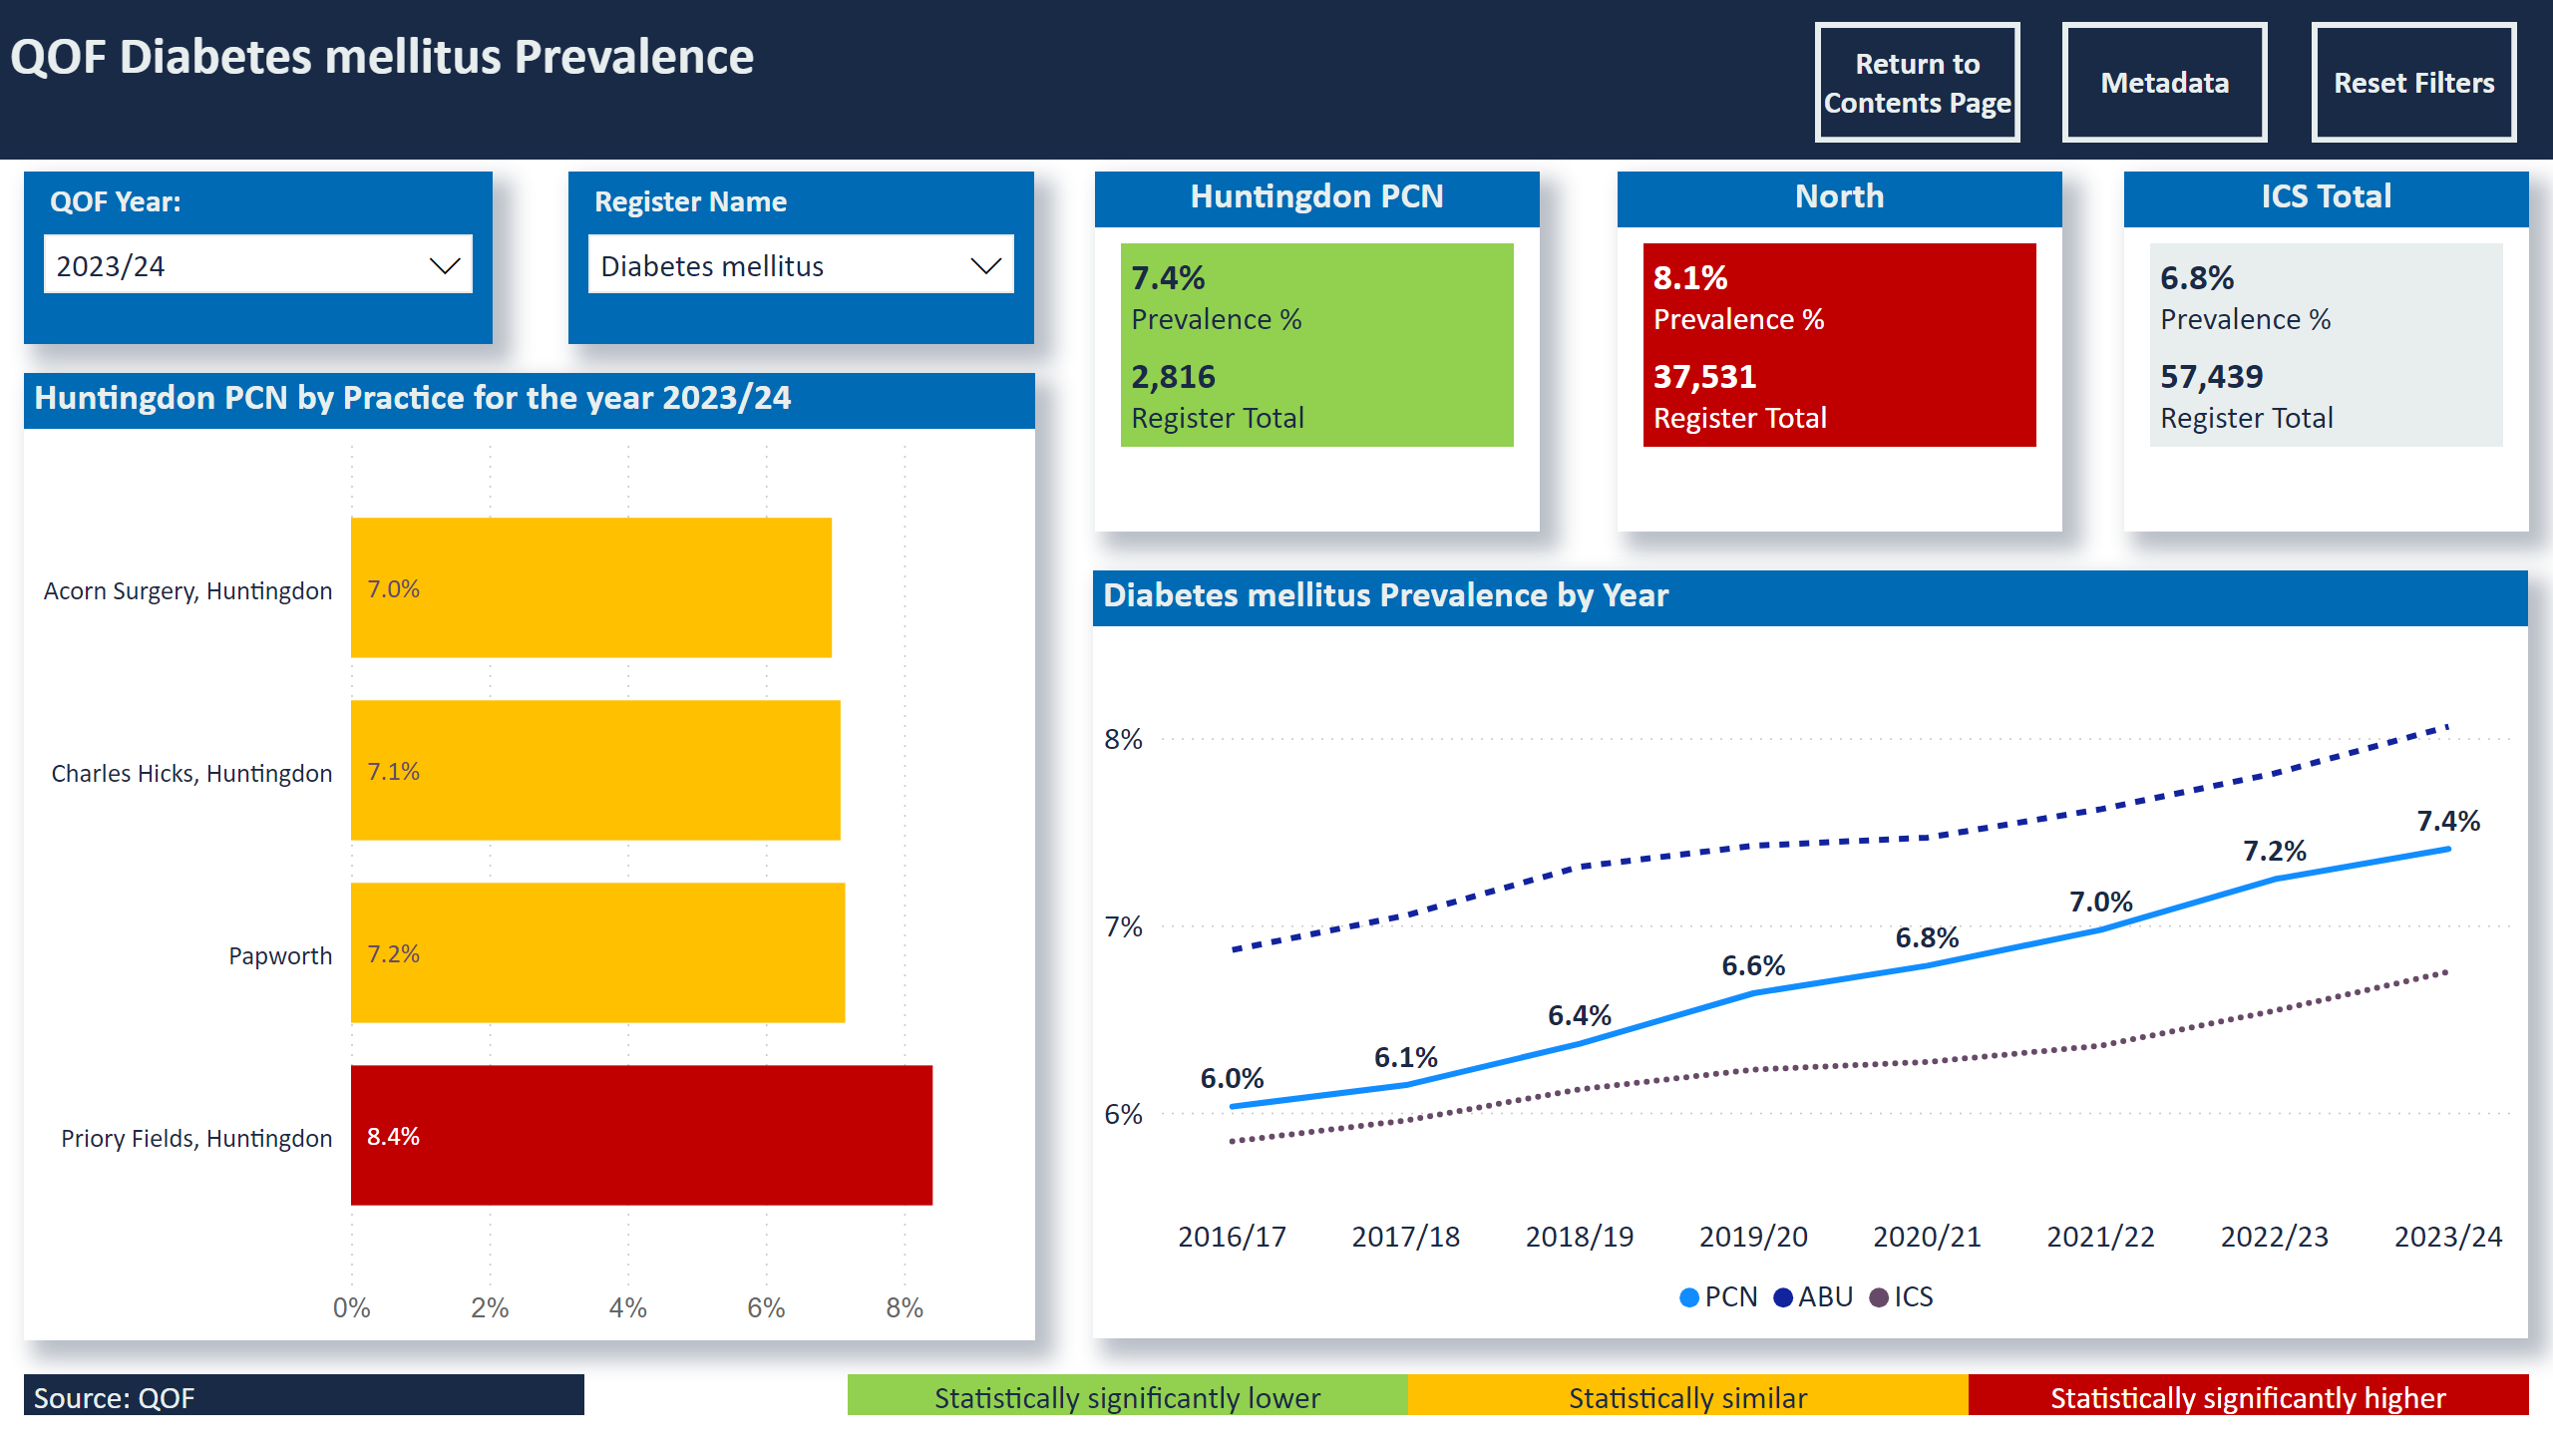 QOF Diabetes mellitus Prevalence
Return to
Contents Page
Metadata
Reset Filters
QOF Year:
2023/24
Register Name
Diabetes mellitus
Huntingdon PCN
7.4%
Prevalence %
2,816
Register Total
North
8.1%
Prevalence %
37,531
Register Total
ICS Total
6.8%
Prevalence %
57,439
Register Total
Huntingdon PCN by Practice for the year 2023/24
Acorn Surgery, Huntingdon 7.0%
Charles Hicks, Huntingdon 7.1%
Papworth 7.2%
Priory Fields, Huntingdon 8.4%
0% 2% 4% 6% 8%
Diabetes mellitus Prevalence by Year
8%
7%
6%
6.0% 6.1% 6.4% 6.6% 6.8% 7.0% 7.2% 7.4%
2016/17 2017/18 2018/19 2019/20 2020/21 2021/22 2022/23 2023/24
PCN ABU ICS
Source: QOF
Statistically significantly lower
Statistically similar
Statistically significantly higher